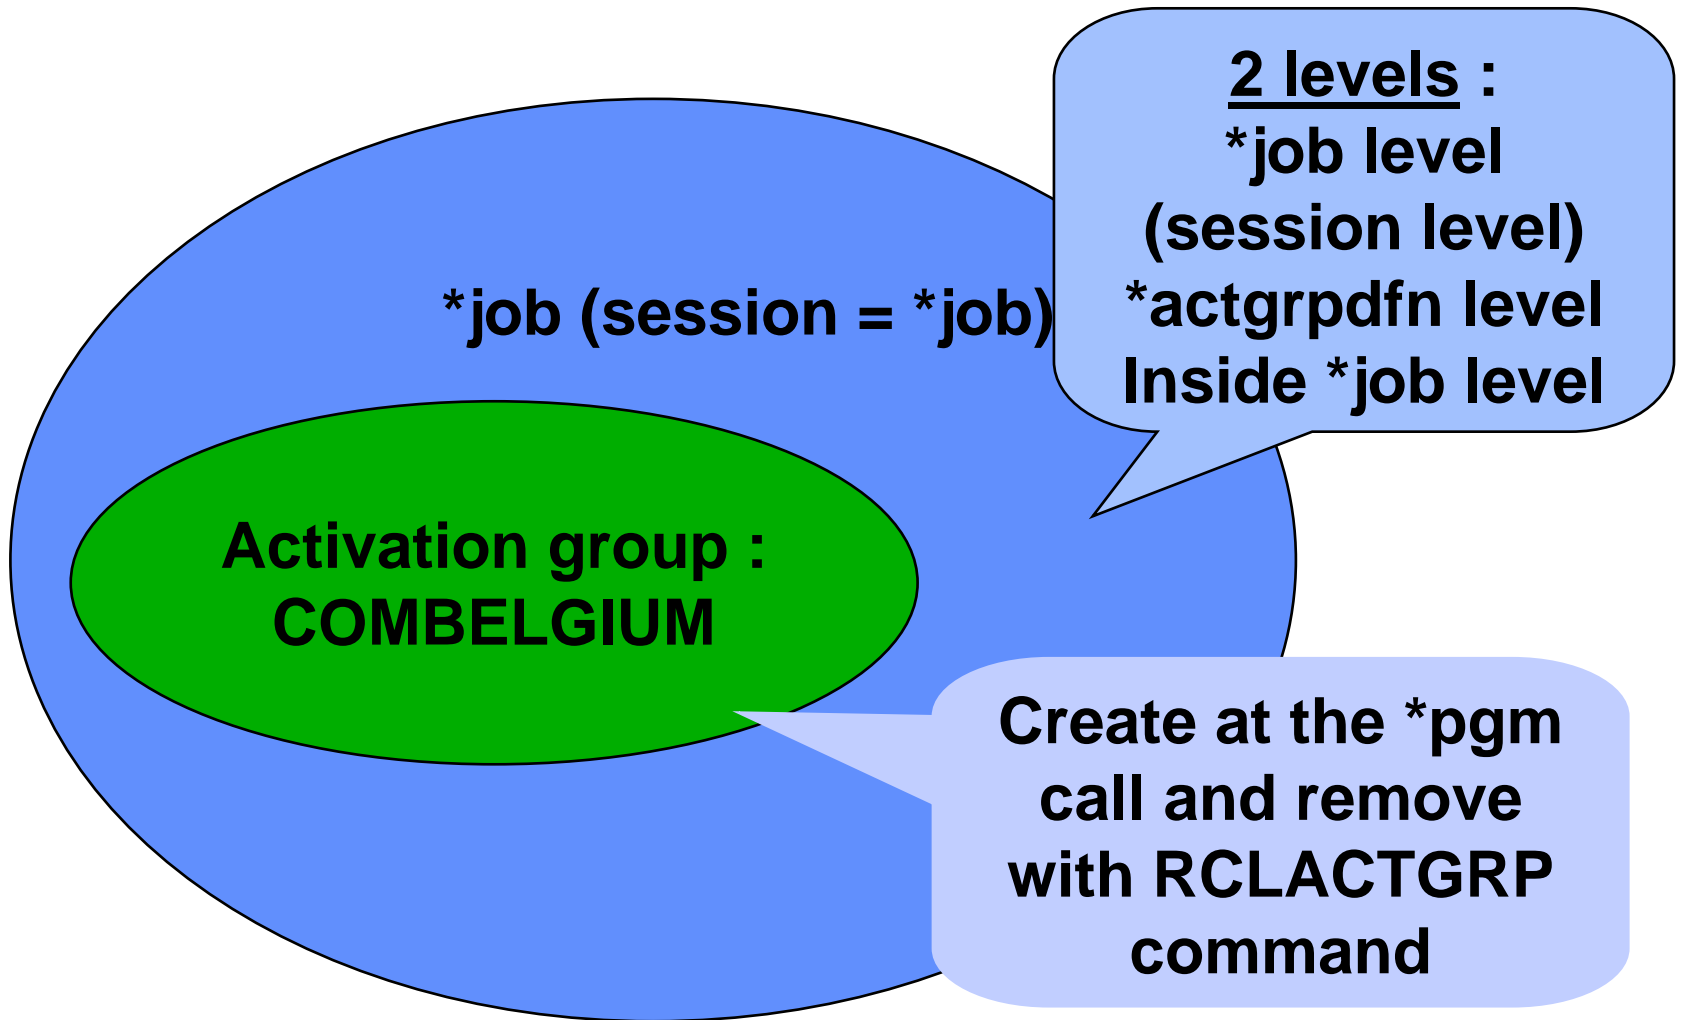 2 levels :
*job level
(session level)
*actgrpdfn level
Inside *job level
*job (session = *job)
Activation group :
COMBELGIUM
Create at the *pgm
call and remove
with RCLACTGRP
command